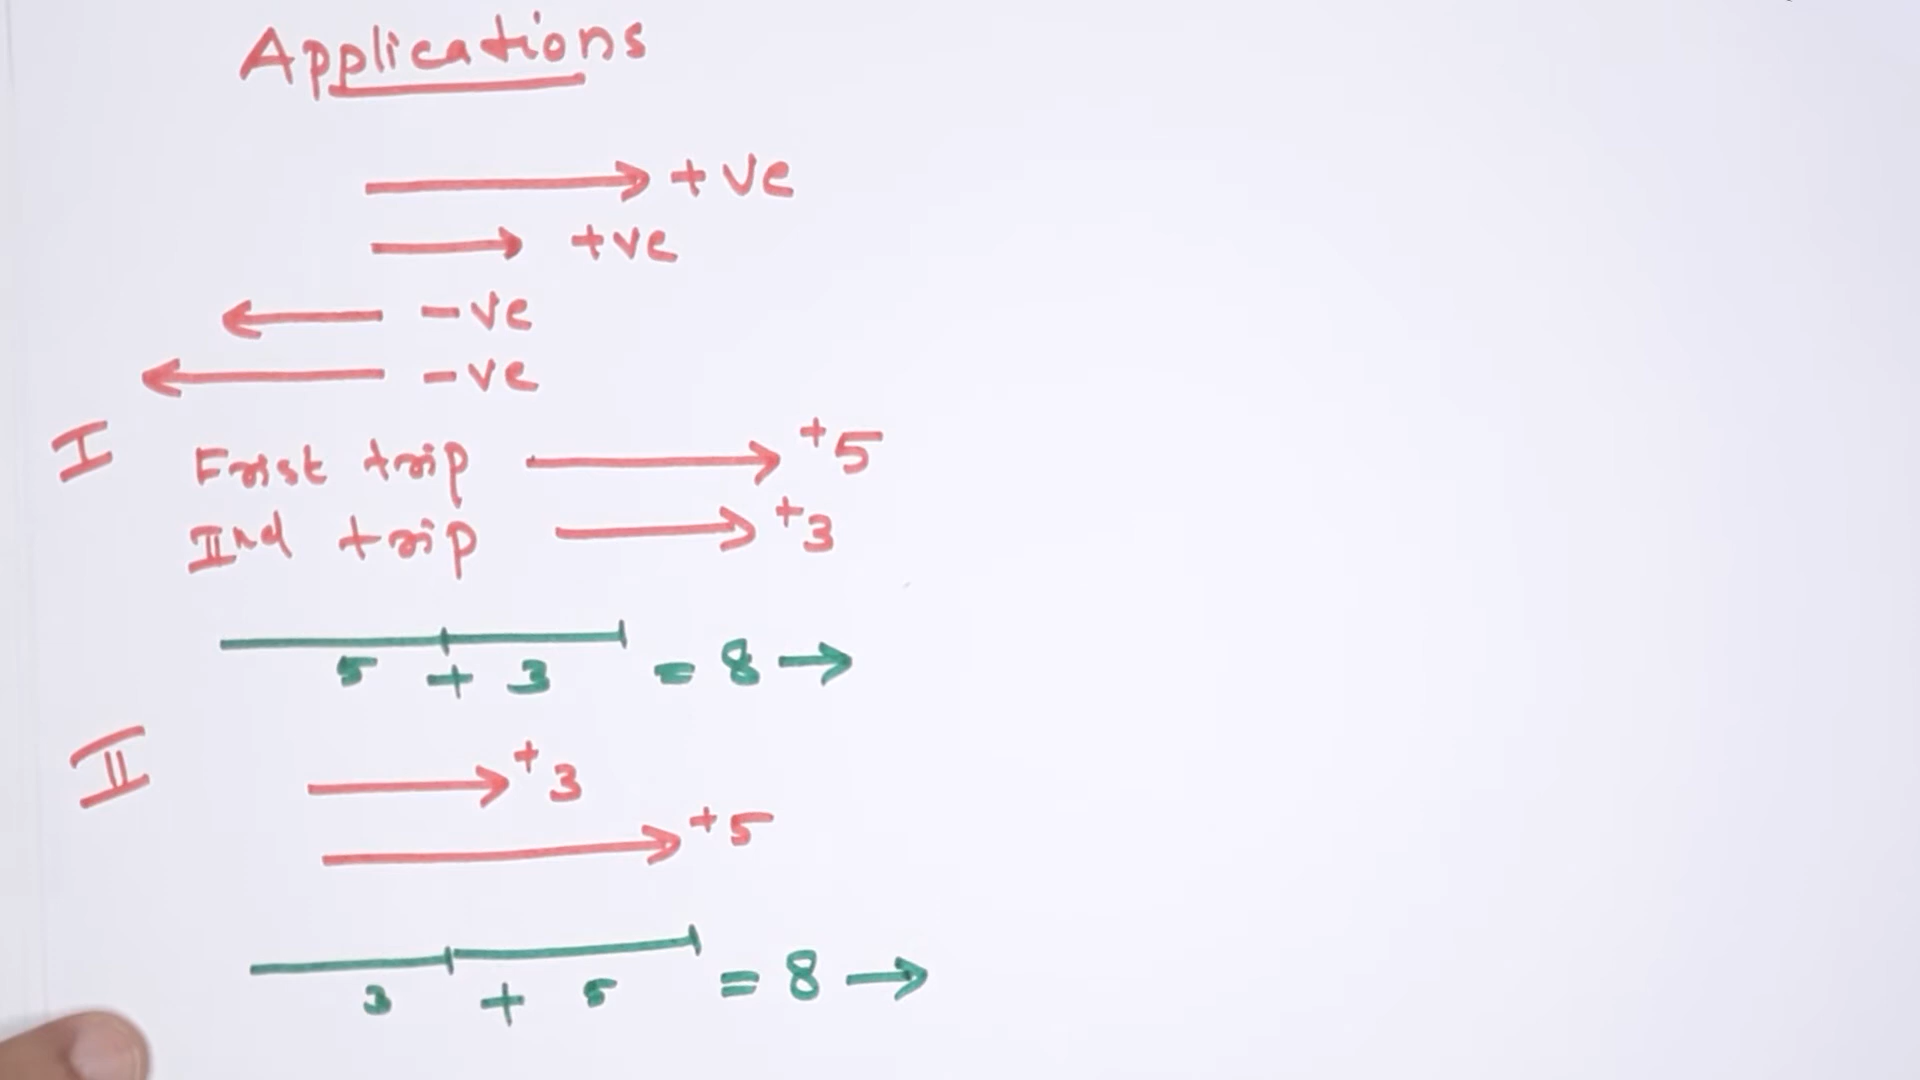 Applications
+ve
+ve
-ve
-ve
I Frist trip +5
IInd trip +3
5 + 3 = 8 →
II +3
+5
3 + 5 = 8 →